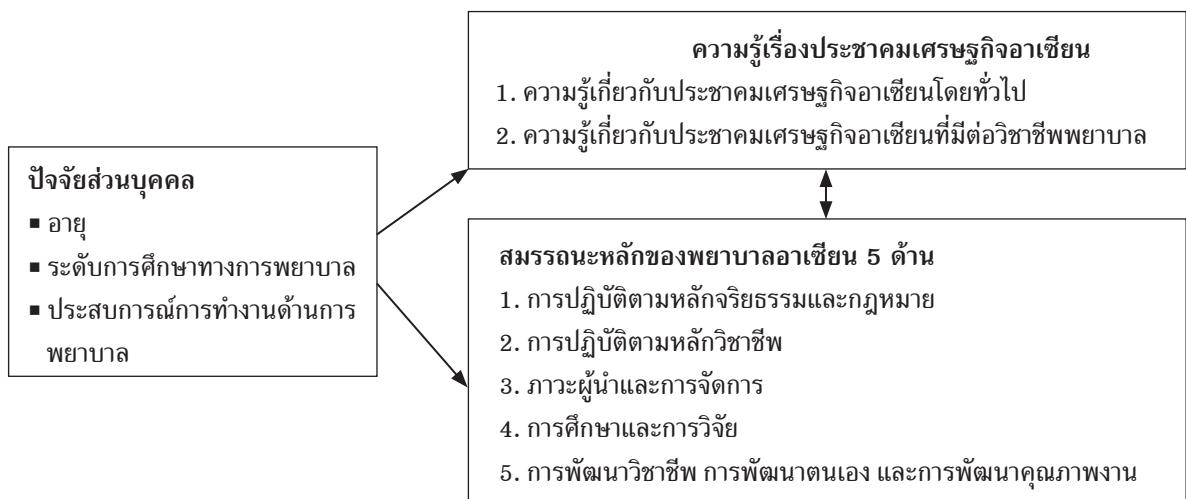 ความรู้เรื่องประชาคมเศรษฐกิจอาเซียน
1. ความรู้เกี่ยวกับประชาคมเศรษฐกิจอาเซียนโดยทั่วไป
2. ความรู้เกี่ยวกับประชาคมเศรษฐกิจอาเซียนที่มีต่อวิชาชีพพยาบาล
ปัจจัยส่วนบุคคล
▪ อายุ
▪ ระดับการศึกษาทางการพยาบาล
▪ ประสบการณ์การทำงานด้านการ
พยาบาล
สมรรถนะหลักของพยาบาลอาเซียน 5 ด้าน
1. การปฏิบัติตามหลักจริยธรรมและกฎหมาย
2. การปฏิบัติตามหลักวิชาชีพ
3. ภาวะผู้นำและการจัดการ
4. การศึกษาและการวิจัย
5. การพัฒนาวิชาชีพ การพัฒนาตนเอง และการพัฒนาคุณภาพงาน